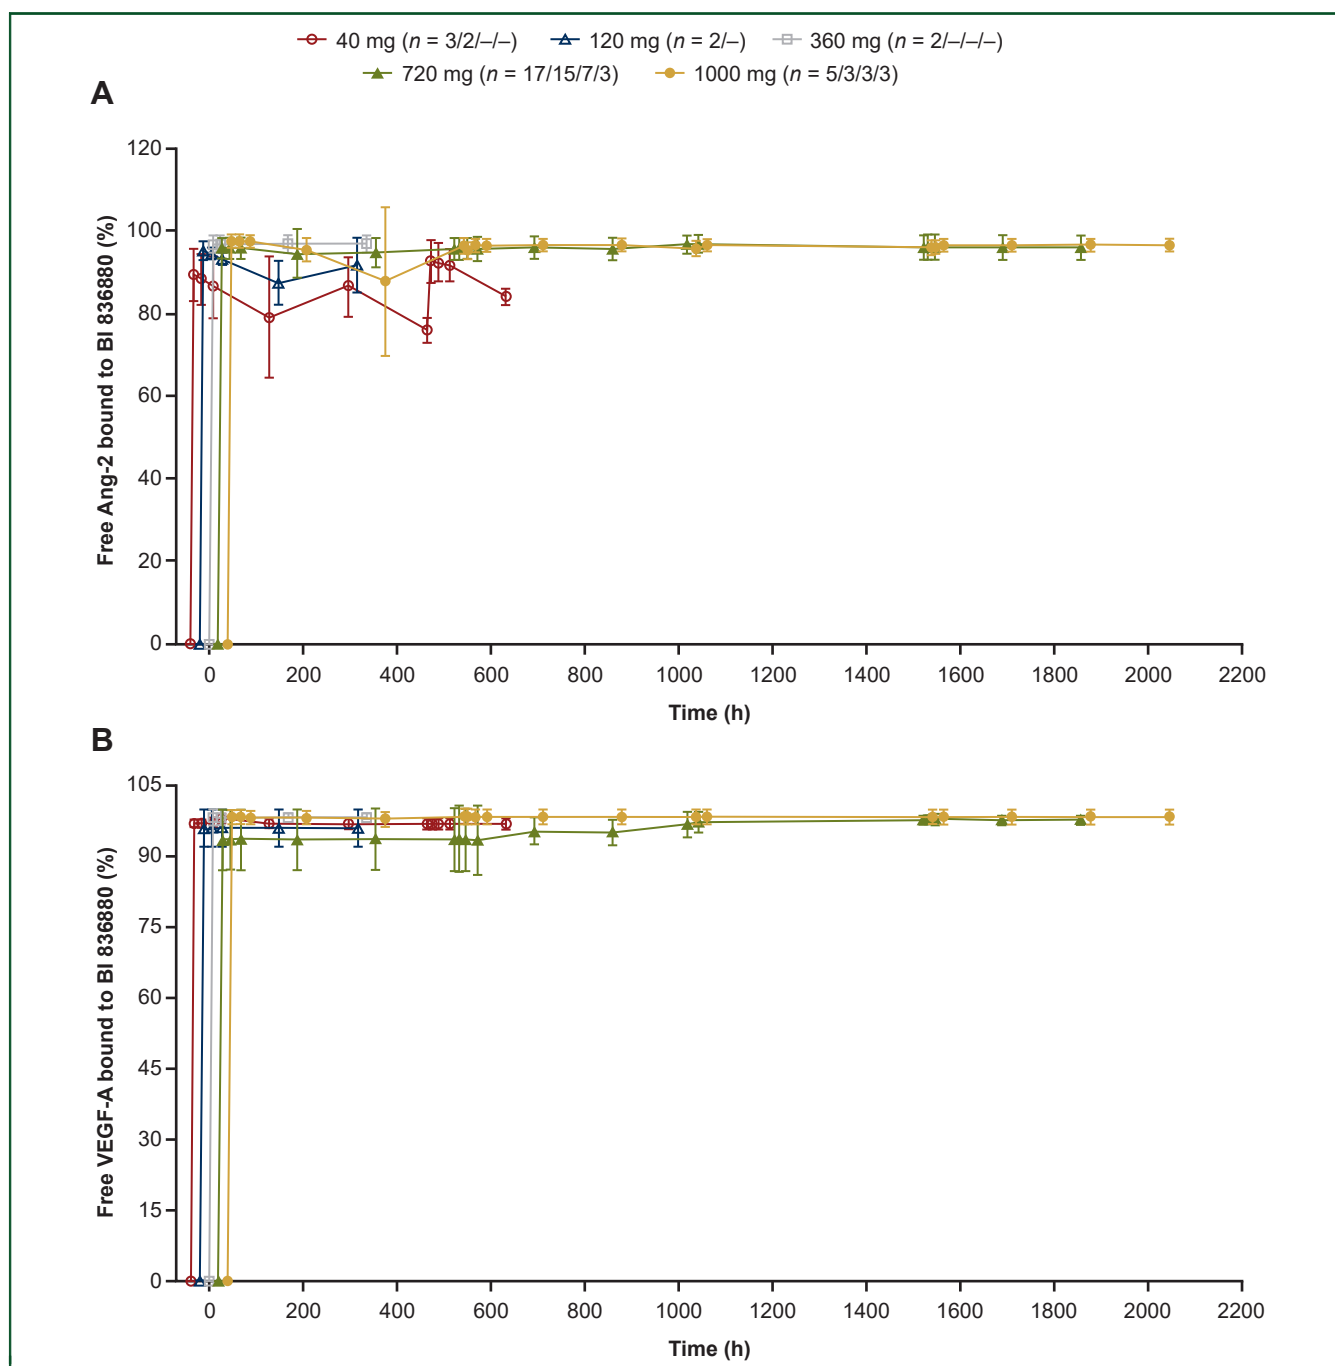 40 mg (n = 3/2/–/–) 120 mg (n = 2/–) 360 mg (n = 2/–/–/–)
720 mg (n = 17/15/7/3) 1000 mg (n = 5/3/3/3)
A
Free Ang-2 bound to BI 836880 (%)
120
100
80
60
40
20
0
0 200 400 600 800 1000 1200 1400 1600 1800 2000 2200
Time (h)
B
Free VEGF-A bound to BI 836880 (%)
105
90
75
60
45
30
15
0
0 200 400 600 800 1000 1200 1400 1600 1800 2000 2200
Time (h)